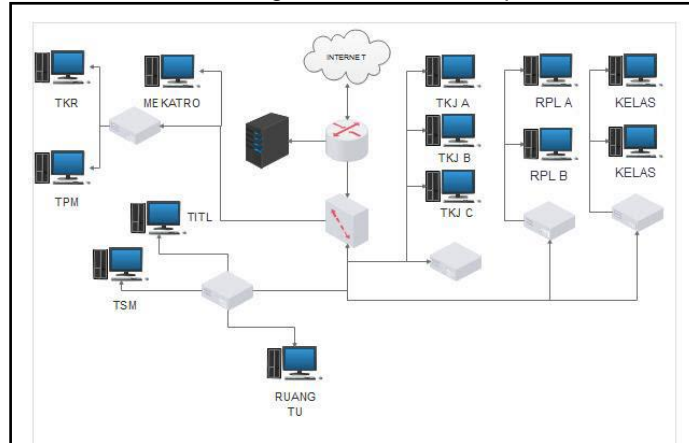 INTERNET
TKR
MEKATRO
TKJ A
RPL A
KELAS
TKJ B
RPL B
KELAS
TPM
TKJ C
TITL
TSM
RUANG
TU